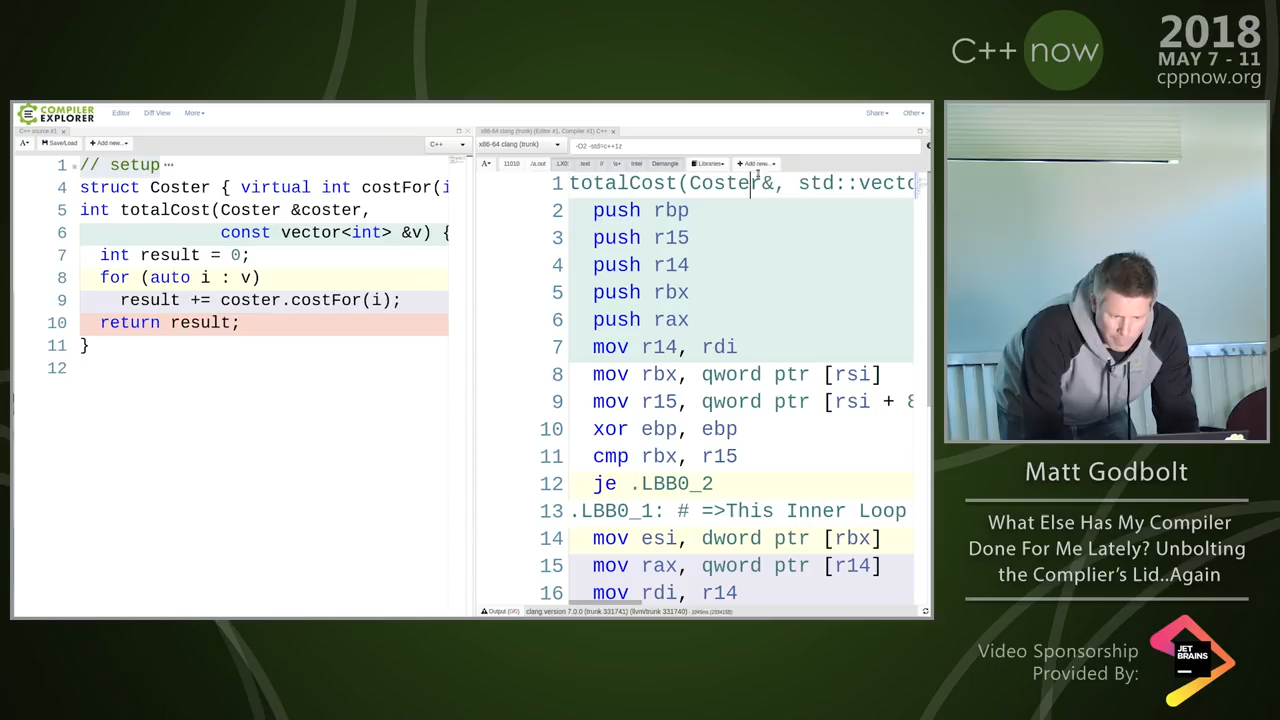 C++ now
2018
MAY 7 - 11
cppnow.org
COMPILER
EXPLORER
Editor
Diff View
More
Share
Other
C++ source #1
x86-64 clang (trunk) (Editor #1, Compiler #1) C++
A
Save/Load
Add new...
C++
x86-64 clang (trunk)
-O2 -std=c++1z
A
11010
./a.out
.LX0:
.text
//
\s+
Intel
Demangle
Libraries
Add new...
1 // setup
4 struct Coster { virtual int costFor(i
5 int totalCost(Coster &coster,
6 const vector<int> &v) {
7 int result = 0;
8 for (auto i : v)
9 result += coster.costFor(i);
10 return result;
11 }
12
1 totalCost(Coster&, std::vecto
2 push rbp
3 push r15
4 push r14
5 push rbx
6 push rax
7 mov r14, rdi
8 mov rbx, qword ptr [rsi]
9 mov r15, qword ptr [rsi + 8
10 xor ebp, ebp
11 cmp rbx, r15
12 je .LBB0_2
13 .LBB0_1: # =>This Inner Loop
14 mov esi, dword ptr [rbx]
15 mov rax, qword ptr [r14]
16 mov rdi, r14
Output (0/0) clang version 7.0.0 (trunk 331741) (llvm/trunk 331740)
Matt Godbolt
What Else Has My Compiler
Done For Me Lately? Unbolting
the Complier's Lid..Again
Video Sponsorship
Provided By:
JET
BRAINS